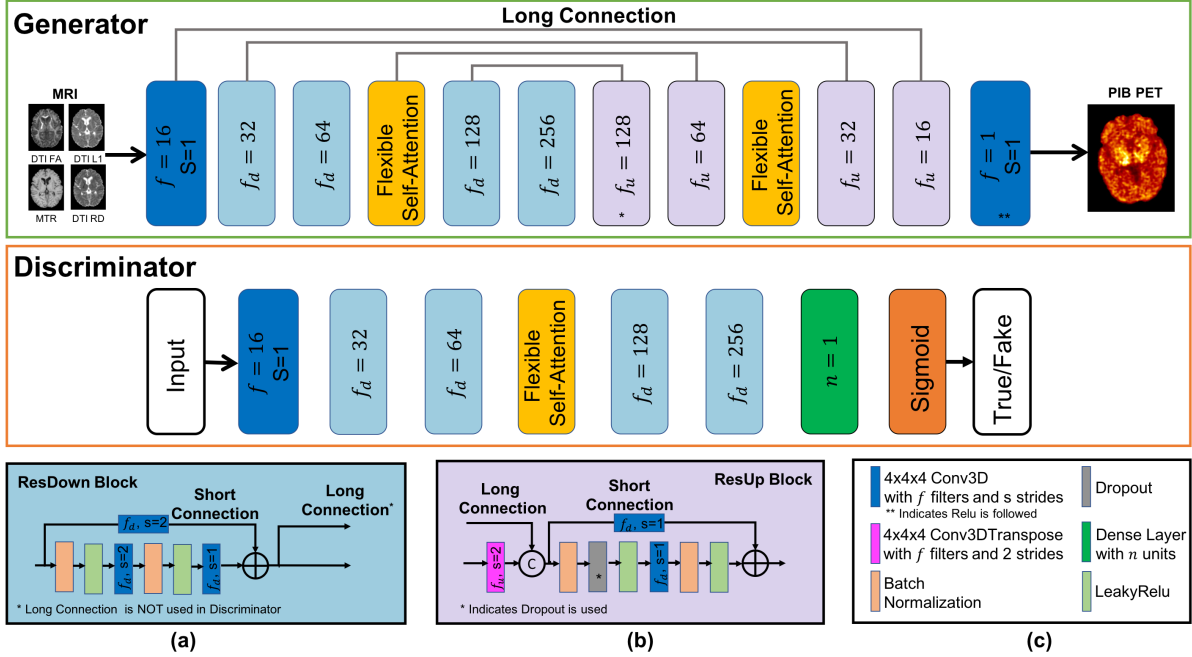 Generator
Long Connection
MRI
DTI FA
DTI L1
MTR
DTI RD
f = 16
S=1
f_d = 32
f_d = 64
Flexible
Self-Attention
f_d = 128
f_d = 256
* f_u = 128
f_u = 64
Flexible
Self-Attention
f_u = 32
f_u = 16
f = 1
S=1
**
PIB PET
Discriminator
Input
f = 16
S=1
f_d = 32
f_d = 64
Flexible
Self-Attention
f_d = 128
f_d = 256
n = 1
Sigmoid
True/Fake
ResDown Block
Short
Connection
Long
Connection*
f_d, s=2
f_d, s=2
f_d, s=1
* Long Connection is NOT used in Discriminator
(a)
ResUp Block
Long
Connection
Short
Connection
f_d, s=1
f_u, s=2
C
*
f_d, s=1
* Indicates Dropout is used
(b)
4x4x4 Conv3D
with f filters and s strides
** Indicates Relu is followed
4x4x4 Conv3DTranspose
with f filters and 2 strides
Batch
Normalization
Dropout
Dense Layer
with n units
LeakyRelu
(c)